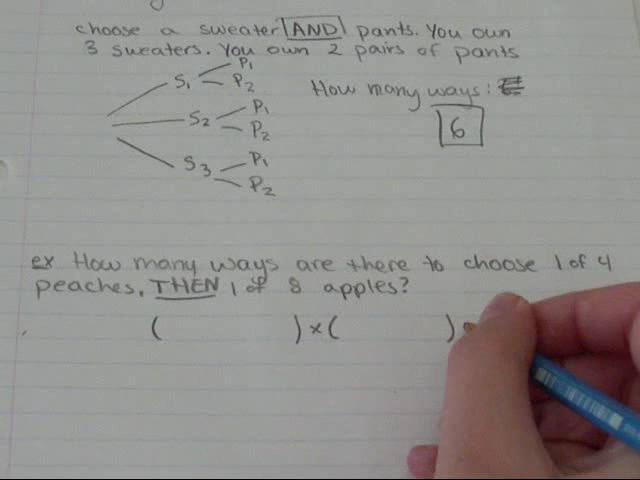 choose a sweater AND pants. You own
3 sweaters. You own 2 pairs of pants
S1 P1
P2
How many ways:
S2 P1
P2
6
S3 P1
P2
ex How many ways are there to choose 1 of 4
peaches, THEN 1 of 8 apples?
( ) x ( )